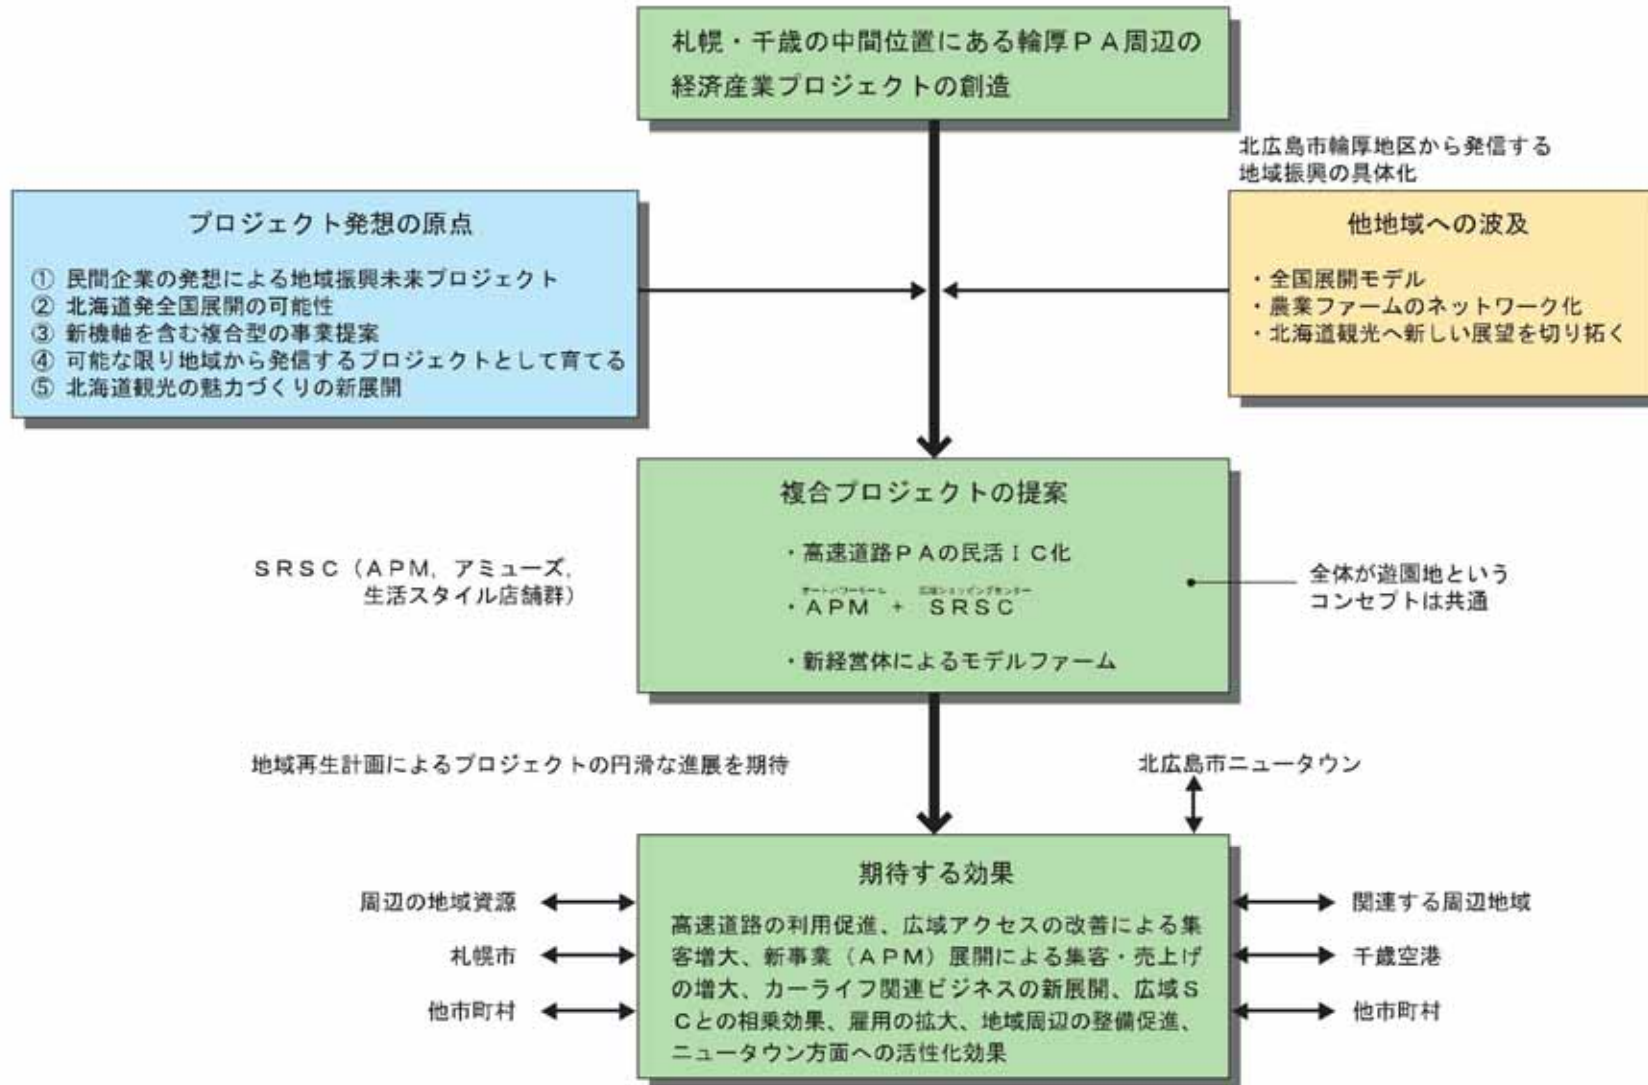 札幌・千歳の中間位置にある輪厚ＰＡ周辺の
経済産業プロジェクトの創造
北広島市輪厚地区から発信する
地域振興の具体化
プロジェクト発想の原点
① 民間企業の発想による地域振興未来プロジェクト
② 北海道発全国展開の可能性
③ 新機軸を含む複合型の事業提案
④ 可能な限り地域から発信するプロジェクトとして育てる
⑤ 北海道観光の魅力づくりの新展開
他地域への波及
・全国展開モデル
・農業ファームのネットワーク化
・北海道観光へ新しい展望を切り拓く
複合プロジェクトの提案
・高速道路ＰＡの民活ＩＣ化
オートパワーモール 広域ショッピングセンター
・ＡＰＭ ＋ ＳＲＳＣ
・新経営体によるモデルファーム
ＳＲＳＣ（ＡＰＭ，アミューズ，
生活スタイル店舗群）
全体が遊園地という
コンセプトは共通
地域再生計画によるプロジェクトの円滑な進展を期待
北広島市ニュータウン
期待する効果
高速道路の利用促進、広域アクセスの改善による集
客増大、新事業（ＡＰＭ）展開による集客・売上げ
の増大、カーライフ関連ビジネスの新展開、広域Ｓ
Ｃとの相乗効果、雇用の拡大、地域周辺の整備促進、
ニュータウン方面への活性化効果
周辺の地域資源
札幌市
他市町村
関連する周辺地域
千歳空港
他市町村